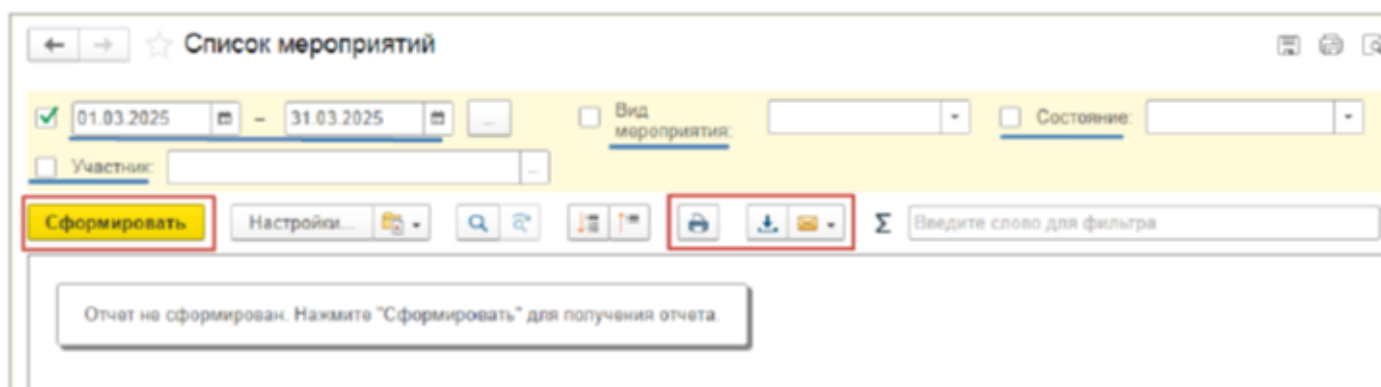 Список мероприятий
01.03.2025 – 31.03.2025 ... Вид мероприятия: Состояние:
Участник: ...
Сформировать Настройки... Σ Введите слово для фильтра
Отчет не сформирован. Нажмите "Сформировать" для получения отчета.